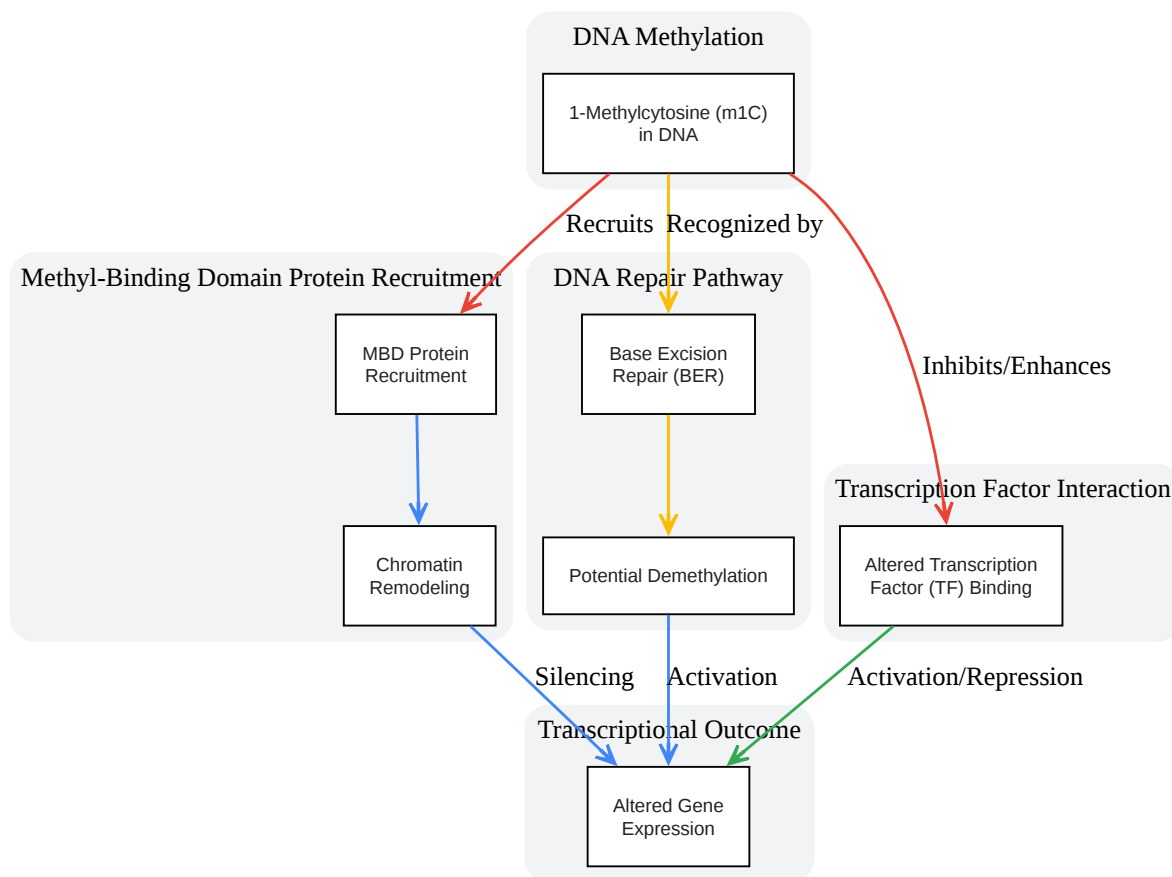 DNA Methylation
1-Methylcytosine (m1C)
in DNA
Recruits
Recognized by
Methyl-Binding Domain Protein Recruitment
DNA Repair Pathway
MBD Protein
Recruitment
Base Excision
Repair (BER)
Inhibits/Enhances
Transcription Factor Interaction
Chromatin
Remodeling
Potential Demethylation
Altered Transcription
Factor (TF) Binding
Silencing
Activation
Activation/Repression
Transcriptional Outcome
Altered Gene
Expression